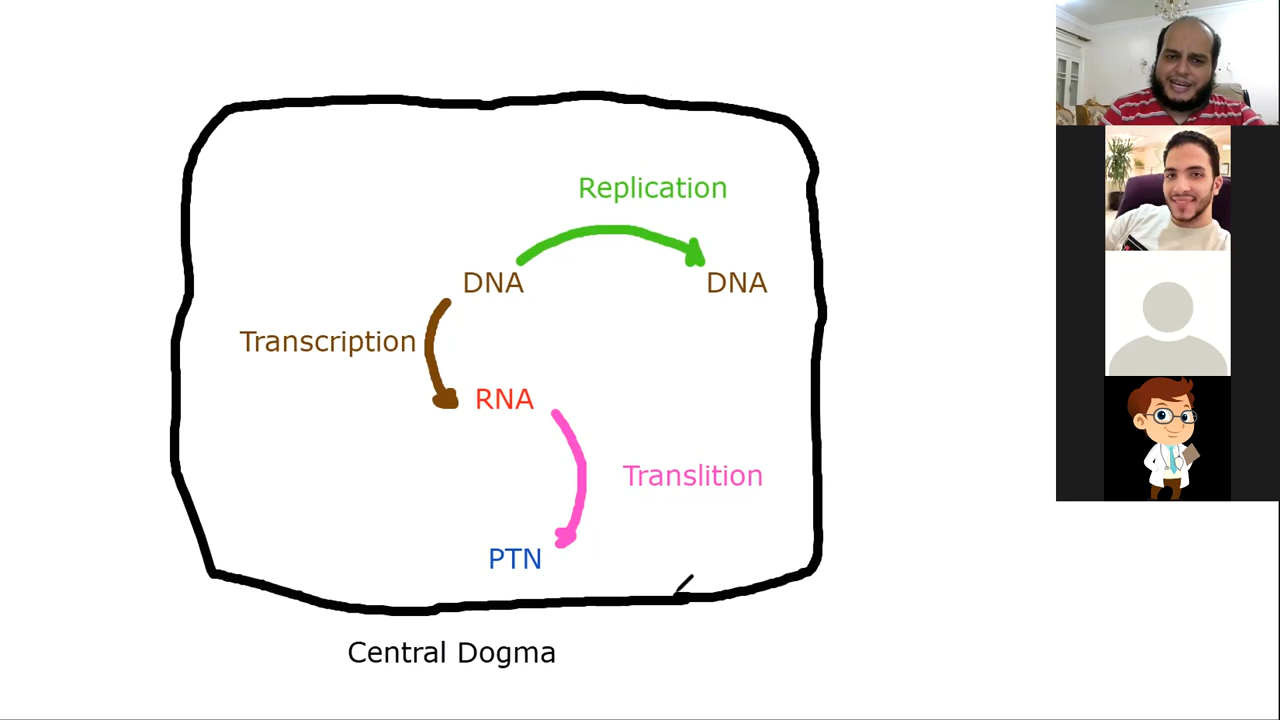 Replication
DNA
DNA
Transcription
RNA
Translition
PTN
Central Dogma